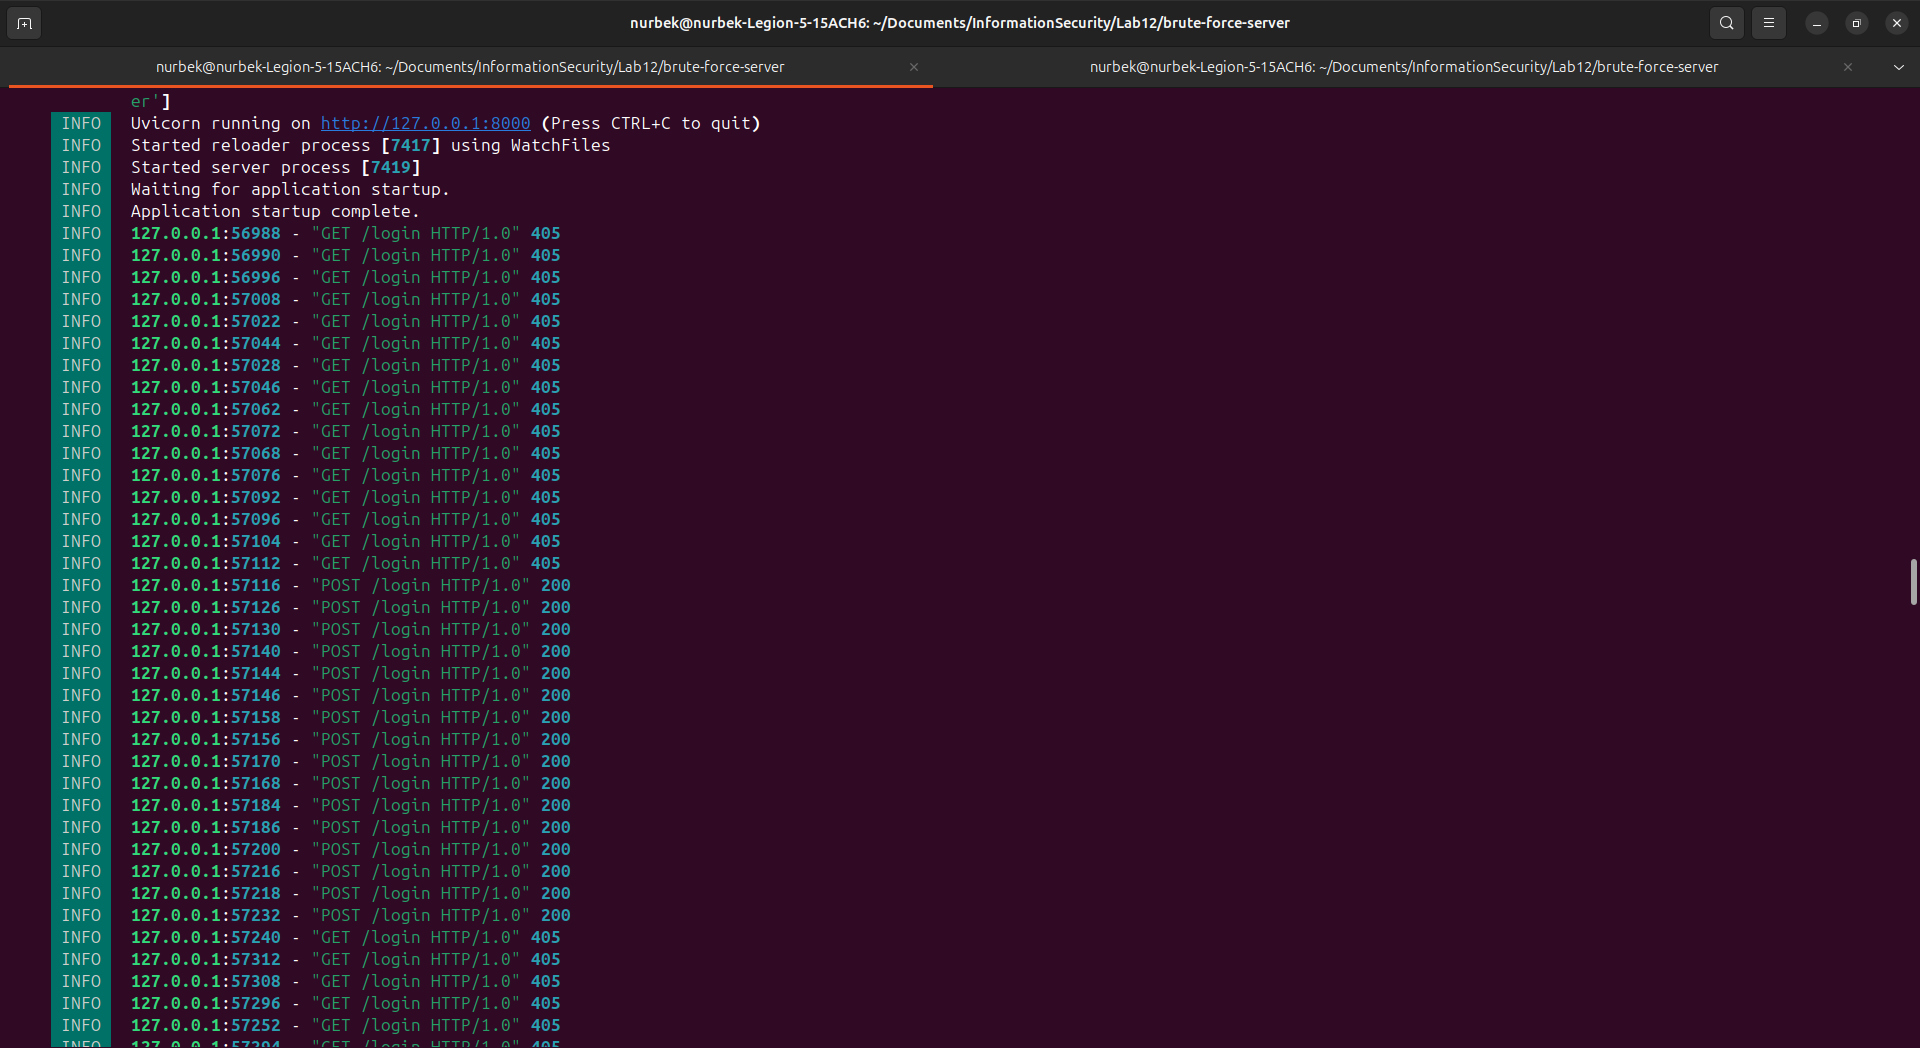 nurbek@nurbek-Legion-5-15ACH6: ~/Documents/InformationSecurity/Lab12/brute-force-server
nurbek@nurbek-Legion-5-15ACH6: ~/Documents/InformationSecurity/Lab12/brute-force-server
nurbek@nurbek-Legion-5-15ACH6: ~/Documents/InformationSecurity/Lab12/brute-force-server
er']
INFO Uvicorn running on http://127.0.0.1:8000 (Press CTRL+C to quit)
INFO Started reloader process [7417] using WatchFiles
INFO Started server process [7419]
INFO Waiting for application startup.
INFO Application startup complete.
INFO 127.0.0.1:56988 - "GET /login HTTP/1.0" 405
INFO 127.0.0.1:56990 - "GET /login HTTP/1.0" 405
INFO 127.0.0.1:56996 - "GET /login HTTP/1.0" 405
INFO 127.0.0.1:57008 - "GET /login HTTP/1.0" 405
INFO 127.0.0.1:57022 - "GET /login HTTP/1.0" 405
INFO 127.0.0.1:57044 - "GET /login HTTP/1.0" 405
INFO 127.0.0.1:57028 - "GET /login HTTP/1.0" 405
INFO 127.0.0.1:57046 - "GET /login HTTP/1.0" 405
INFO 127.0.0.1:57062 - "GET /login HTTP/1.0" 405
INFO 127.0.0.1:57072 - "GET /login HTTP/1.0" 405
INFO 127.0.0.1:57068 - "GET /login HTTP/1.0" 405
INFO 127.0.0.1:57076 - "GET /login HTTP/1.0" 405
INFO 127.0.0.1:57092 - "GET /login HTTP/1.0" 405
INFO 127.0.0.1:57096 - "GET /login HTTP/1.0" 405
INFO 127.0.0.1:57104 - "GET /login HTTP/1.0" 405
INFO 127.0.0.1:57112 - "GET /login HTTP/1.0" 405
INFO 127.0.0.1:57116 - "POST /login HTTP/1.0" 200
INFO 127.0.0.1:57126 - "POST /login HTTP/1.0" 200
INFO 127.0.0.1:57130 - "POST /login HTTP/1.0" 200
INFO 127.0.0.1:57140 - "POST /login HTTP/1.0" 200
INFO 127.0.0.1:57144 - "POST /login HTTP/1.0" 200
INFO 127.0.0.1:57146 - "POST /login HTTP/1.0" 200
INFO 127.0.0.1:57158 - "POST /login HTTP/1.0" 200
INFO 127.0.0.1:57156 - "POST /login HTTP/1.0" 200
INFO 127.0.0.1:57170 - "POST /login HTTP/1.0" 200
INFO 127.0.0.1:57168 - "POST /login HTTP/1.0" 200
INFO 127.0.0.1:57184 - "POST /login HTTP/1.0" 200
INFO 127.0.0.1:57186 - "POST /login HTTP/1.0" 200
INFO 127.0.0.1:57200 - "POST /login HTTP/1.0" 200
INFO 127.0.0.1:57216 - "POST /login HTTP/1.0" 200
INFO 127.0.0.1:57218 - "POST /login HTTP/1.0" 200
INFO 127.0.0.1:57232 - "POST /login HTTP/1.0" 200
INFO 127.0.0.1:57240 - "GET /login HTTP/1.0" 405
INFO 127.0.0.1:57312 - "GET /login HTTP/1.0" 405
INFO 127.0.0.1:57308 - "GET /login HTTP/1.0" 405
INFO 127.0.0.1:57296 - "GET /login HTTP/1.0" 405
INFO 127.0.0.1:57252 - "GET /login HTTP/1.0" 405
INFO 127.0.0.1:57294 - "GET /login HTTP/1.0" 405